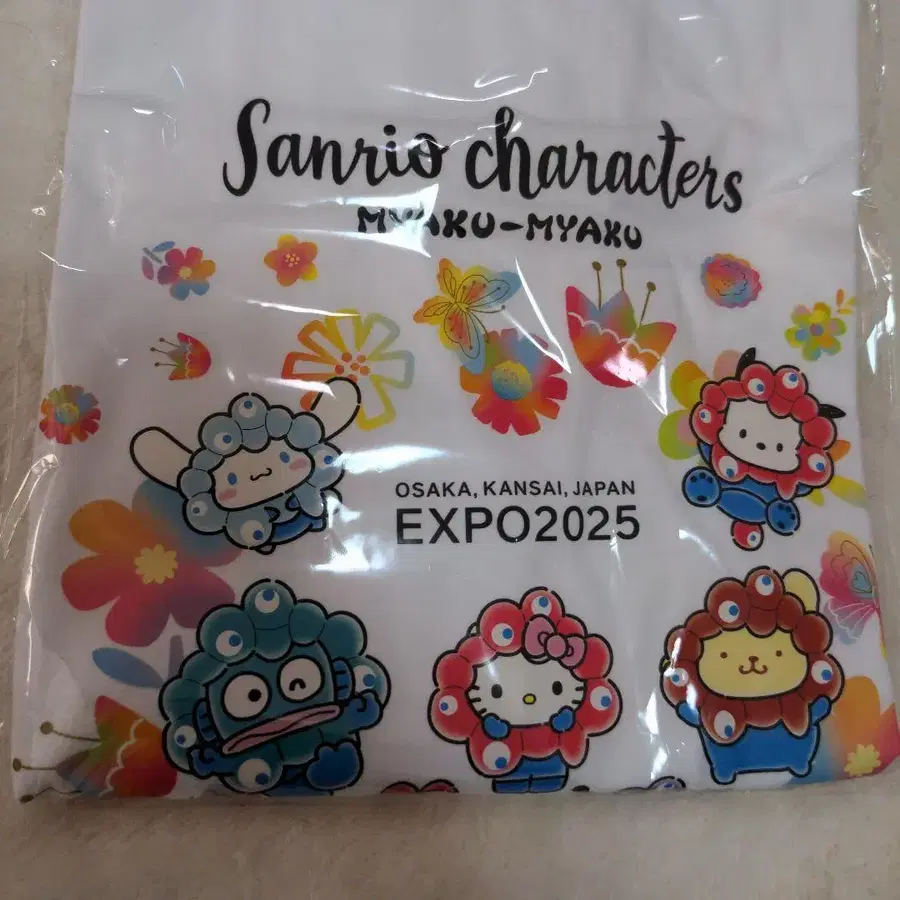 Sanrio characters
MYAKU-MYAKU
OSAKA, KANSAI, JAPAN
EXPO2025